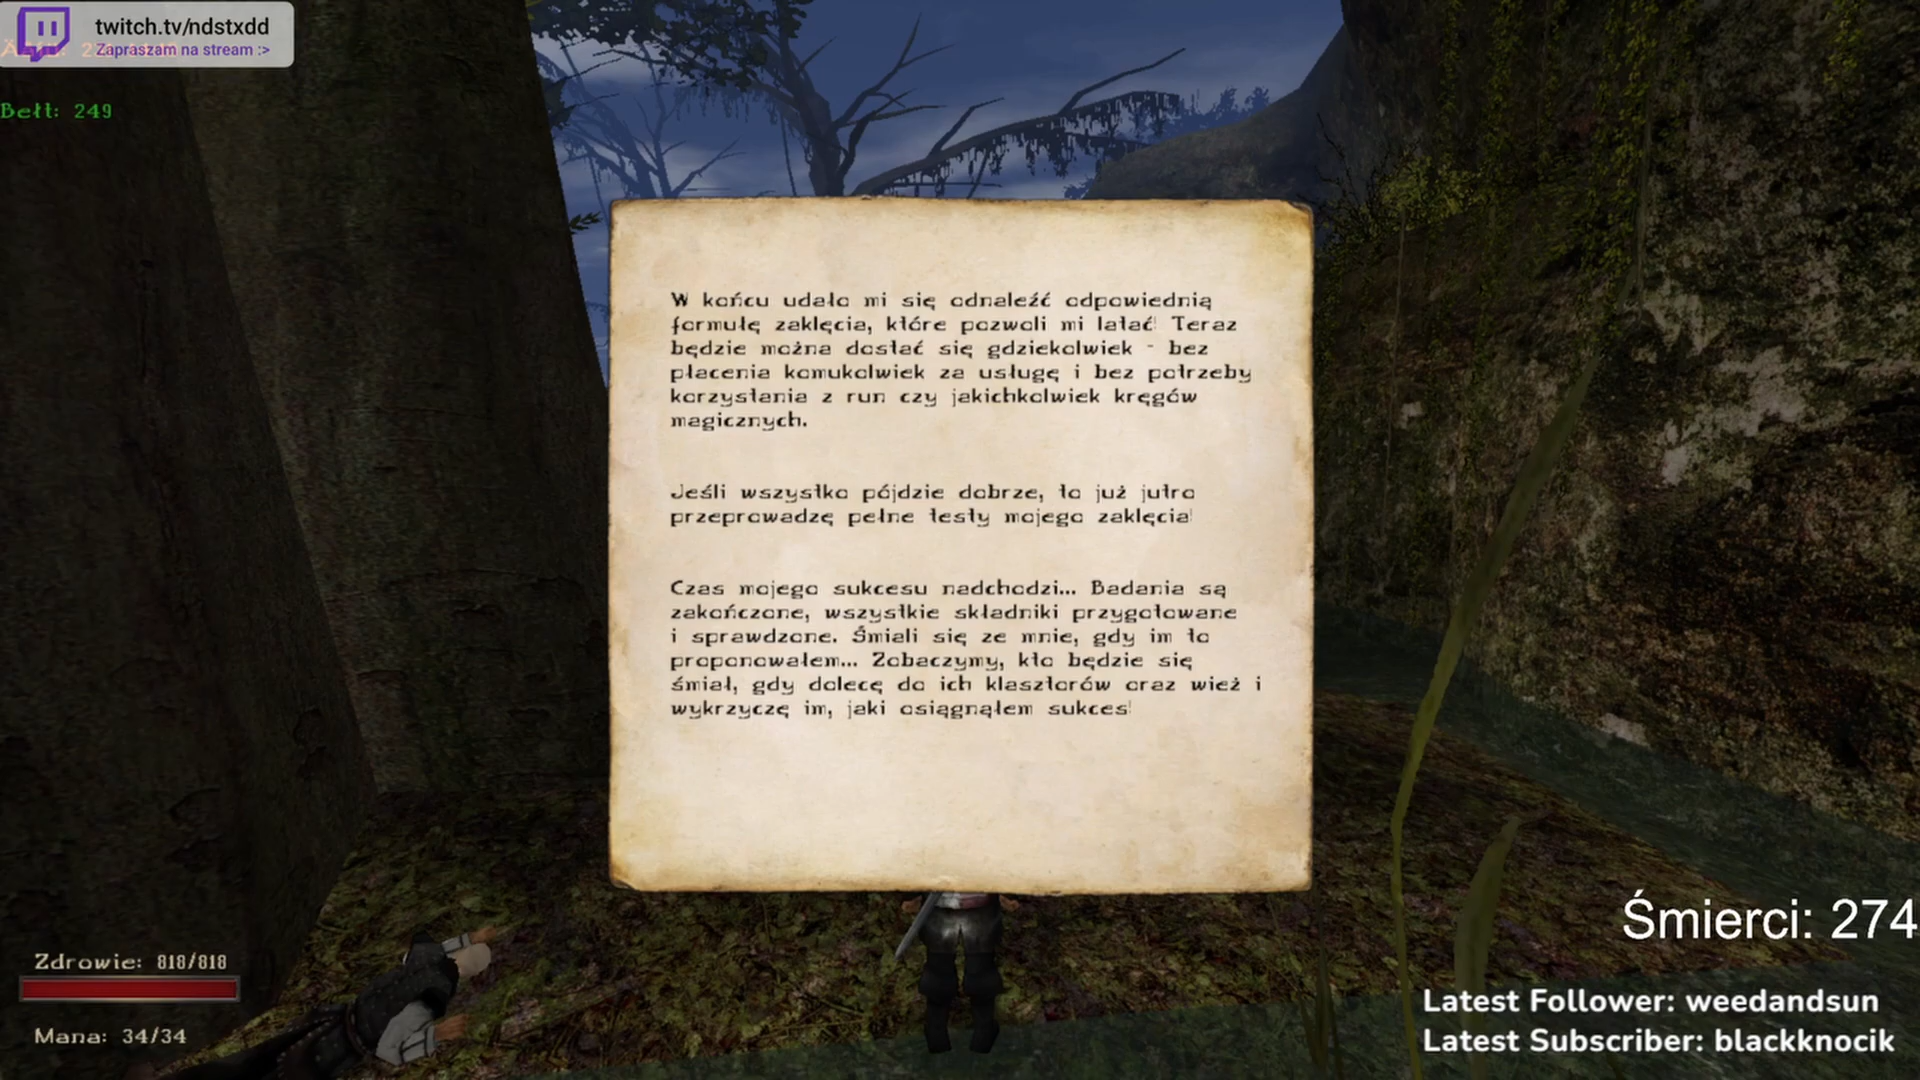 twitch.tv/ndstxdd
Zapraszam na stream :>
Bełt: 249
W końcu udało mi się odnaleźć odpowiednią
formułę zaklęcia, które pozwoli mi latać! Teraz
będzie można dostać się gdziekolwiek - bez
płacenia komukolwiek za usługę i bez potrzeby
korzystania z run czy jakichkolwiek kręgów
magicznych.
Jeśli wszystko pójdzie dobrze, to już jutro
przeprowadzę pełne testy mojego zaklęcia!
Czas mojego sukcesu nadchodzi... Badania są
zakończone, wszystkie składniki przygotowane
i sprawdzone. Śmiali się ze mnie, gdy im to
proponowałem... Zobaczymy, kto będzie się
śmiał, gdy dolecę do ich klasztorów oraz wież i
wykrzyczę im, jaki osiągnąłem sukces!
Śmierci: 274
Zdrowie: 818/818
Mana: 34/34
Latest Follower: weedandsun
Latest Subscriber: blackknocik